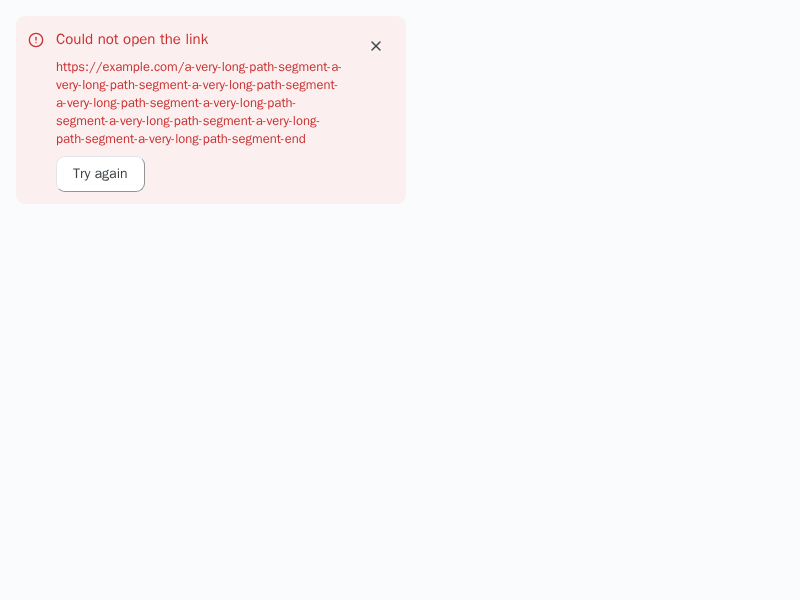 Could not open the link
https://example.com/a-very-long-path-segment-a-
very-long-path-segment-a-very-long-path-segment-
a-very-long-path-segment-a-very-long-path-
segment-a-very-long-path-segment-a-very-long-
path-segment-a-very-long-path-segment-end
Try again